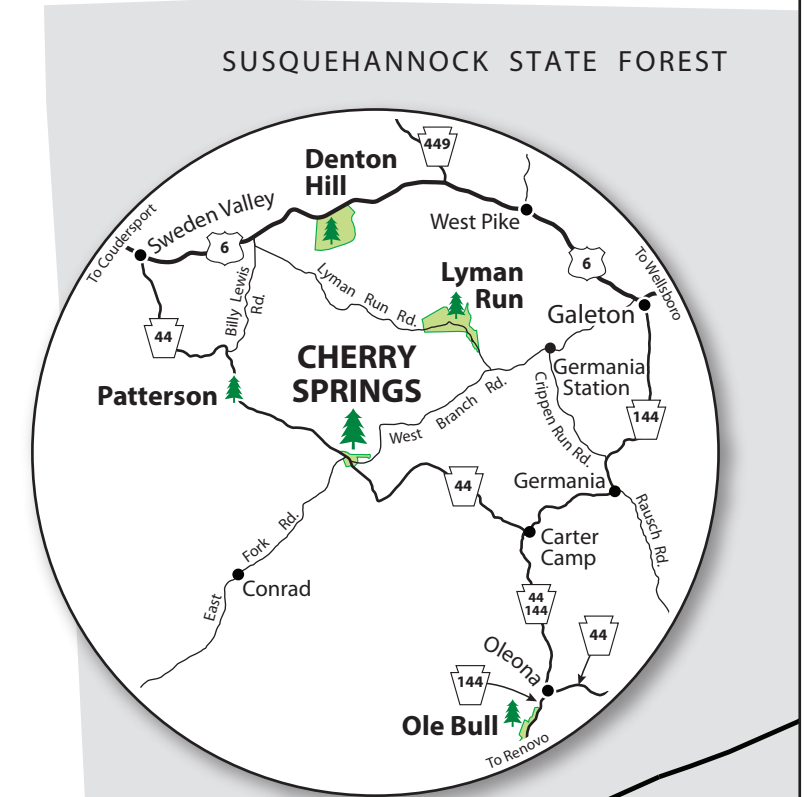 SUSQUEHANNOCK STATE FOREST
449
Denton
Hill
To Coudersport
Sweden Valley
6
West Pike
6
To Wellsboro
Lyman
Run
Billy Lewis
Rd.
Lyman Run Rd.
Galeton
44
CHERRY
SPRINGS
Germania
Station
Patterson
West Branch Rd.
Crippen Run Rd.
144
44
Germania
Carter
Camp
Rausch Rd.
East Fork Rd.
Conrad
44
144
44
Oleona
144
Ole Bull
To Renovo